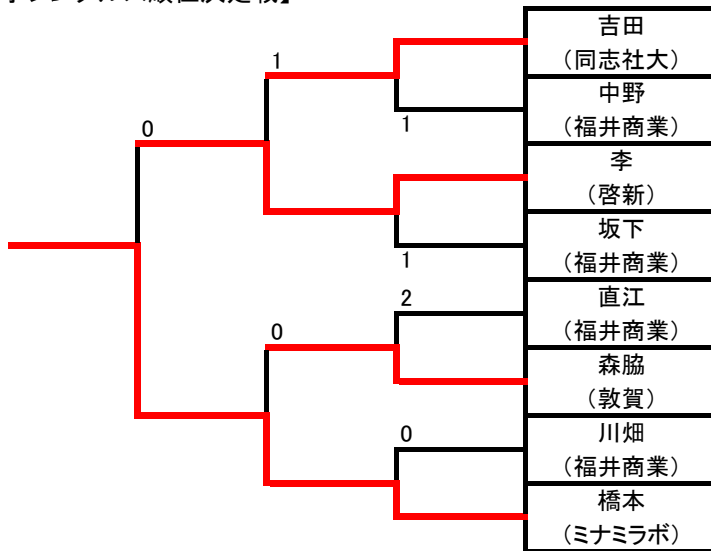 吉田
1
（同志社大）
中野
0
1
（福井商業）
李
（啓新）
坂下
1
（福井商業）
2
直江
（福井商業）
0
森脇
（敦賀）
川畑
0
（福井商業）
橋本
（ミナミラボ）